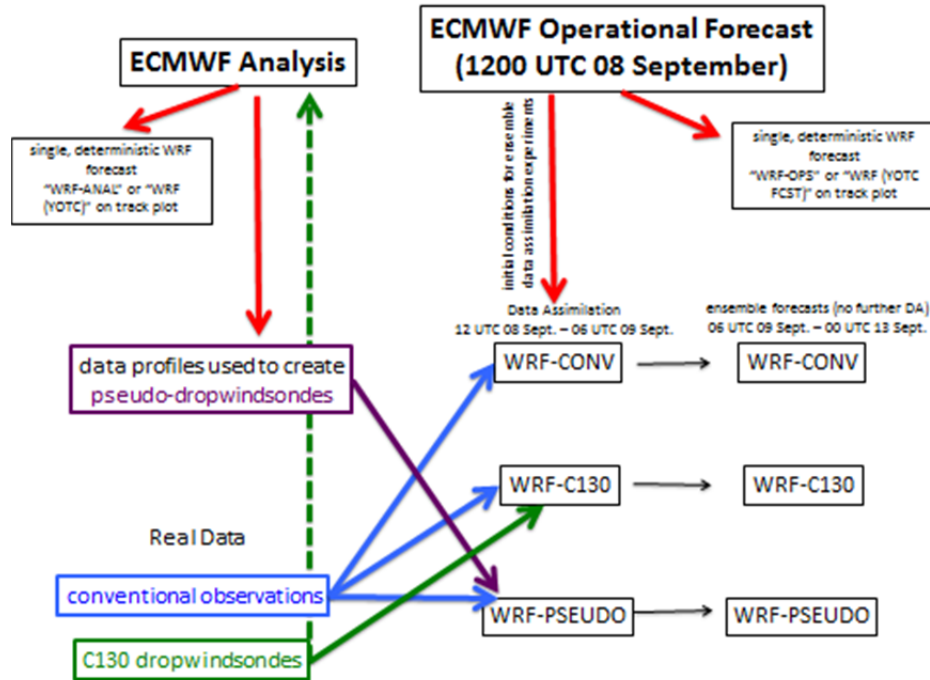 ECMWF Analysis
ECMWF Operational Forecast
(1200 UTC 08 September)
single, deterministic WRF
forecast
“WRF-ANAL” or “WRF
(YOTC)” on track plot
initial conditions for ensemble
data assimilation experiments
single, deterministic WRF
forecast
“WRF-OPS” or “WRF (YOTC
FCST)” on track plot
Data Assimilation
12 UTC 08 Sept. – 06 UTC 09 Sept.
ensemble forecasts (no further DA)
06 UTC 09 Sept. – 00 UTC 13 Sept.
data profiles used to create
pseudo-dropwindsondes
WRF-CONV
WRF-CONV
WRF-C130
WRF-C130
Real Data
conventional observations
WRF-PSEUDO
WRF-PSEUDO
C130 dropwindsondes